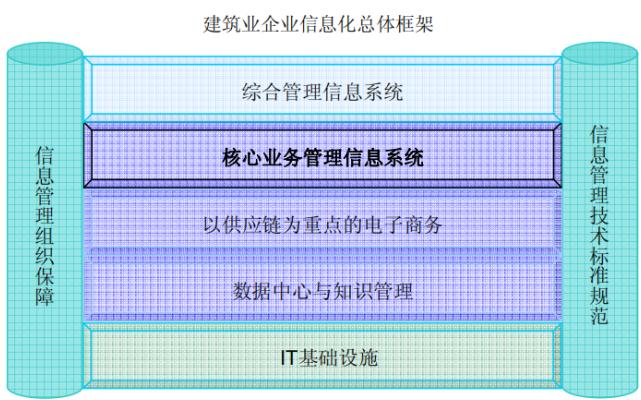 建筑业企业信息化总体框架
综合管理信息系统
核心业务管理信息系统
以供应链为重点的电子商务
数据中心与知识管理
IT基础设施
信息管理组织保障
信息管理技术标准规范